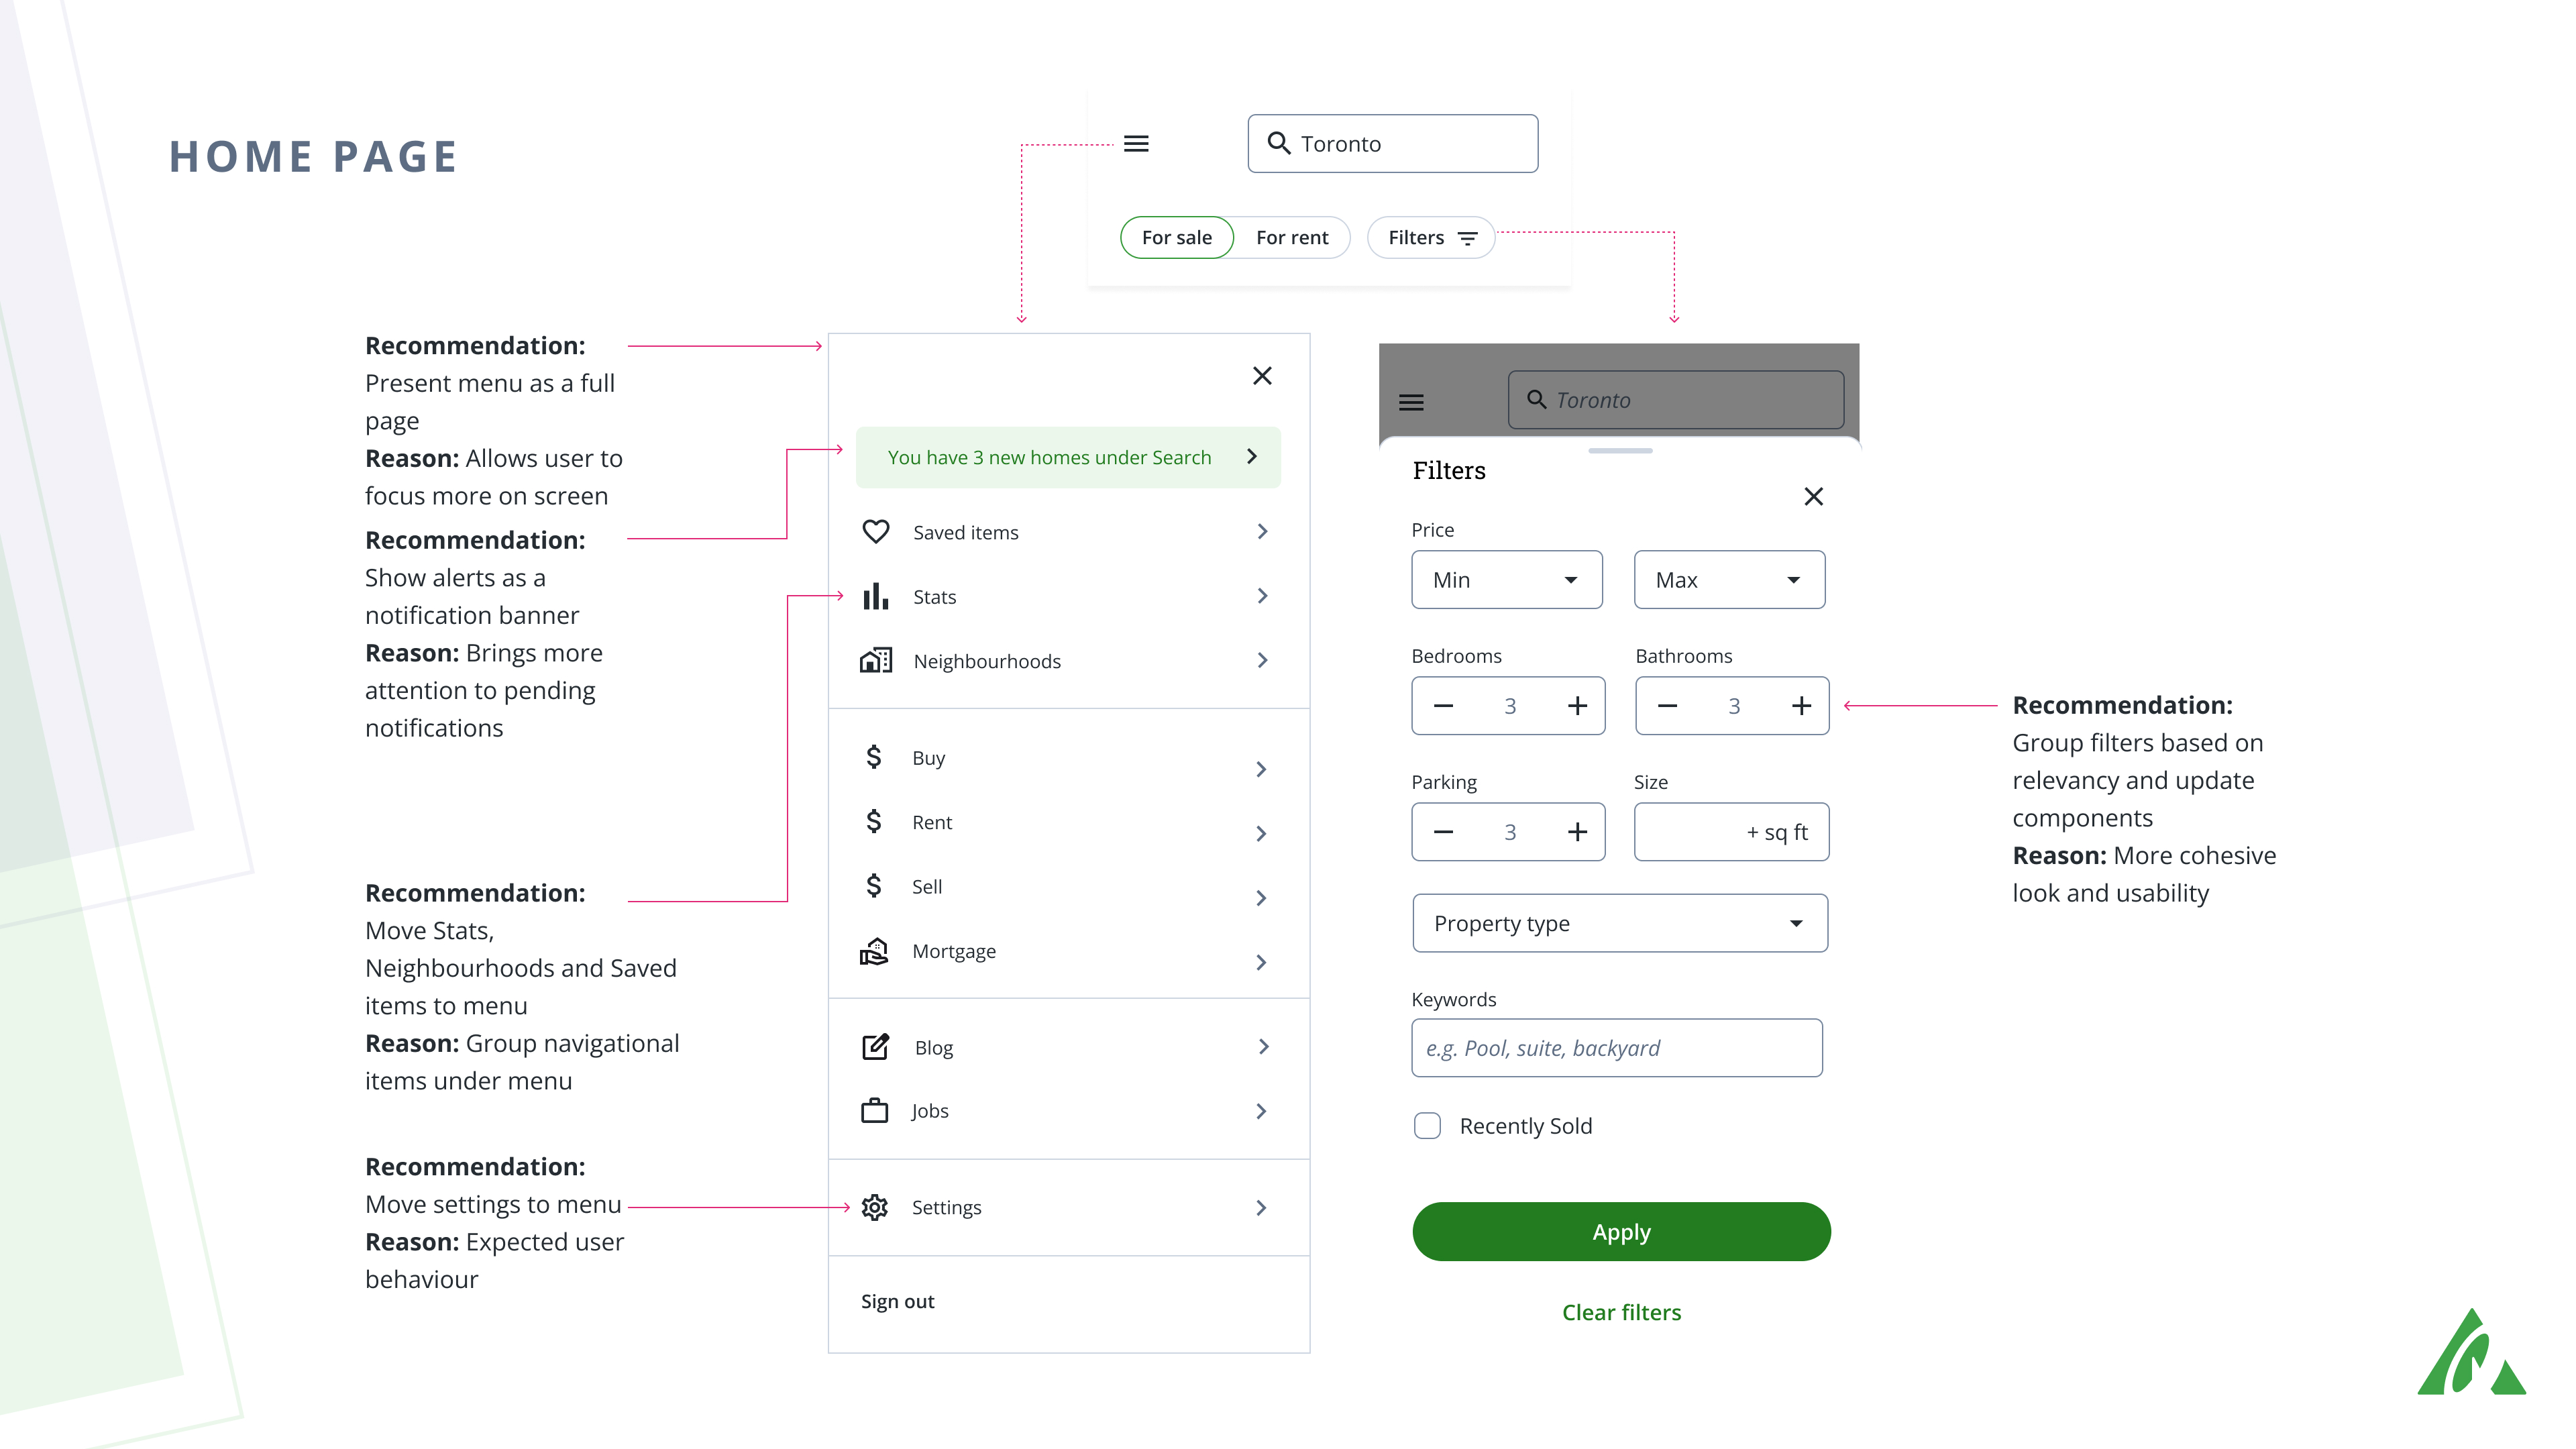 HOME PAGE
Toronto
For sale
For rent
Filters
Recommendation:
Present menu as a full
page
Reason: Allows user to
focus more on screen
Recommendation:
Show alerts as a
notification banner
Reason: Brings more
attention to pending
notifications
Recommendation:
Move Stats,
Neighbourhoods and Saved
items to menu
Reason: Group navigational
items under menu
Recommendation:
Move settings to menu
Reason: Expected user
behaviour
You have 3 new homes under Search
Saved items
Stats
Neighbourhoods
Buy
Rent
Sell
Mortgage
Blog
Jobs
Settings
Sign out
Toronto
Filters
Price
Min
Max
Bedrooms
Bathrooms
3
3
Parking
Size
3
+ sq ft
Property type
Keywords
e.g. Pool, suite, backyard
Recently Sold
Apply
Clear filters
Recommendation:
Group filters based on
relevancy and update
components
Reason: More cohesive
look and usability